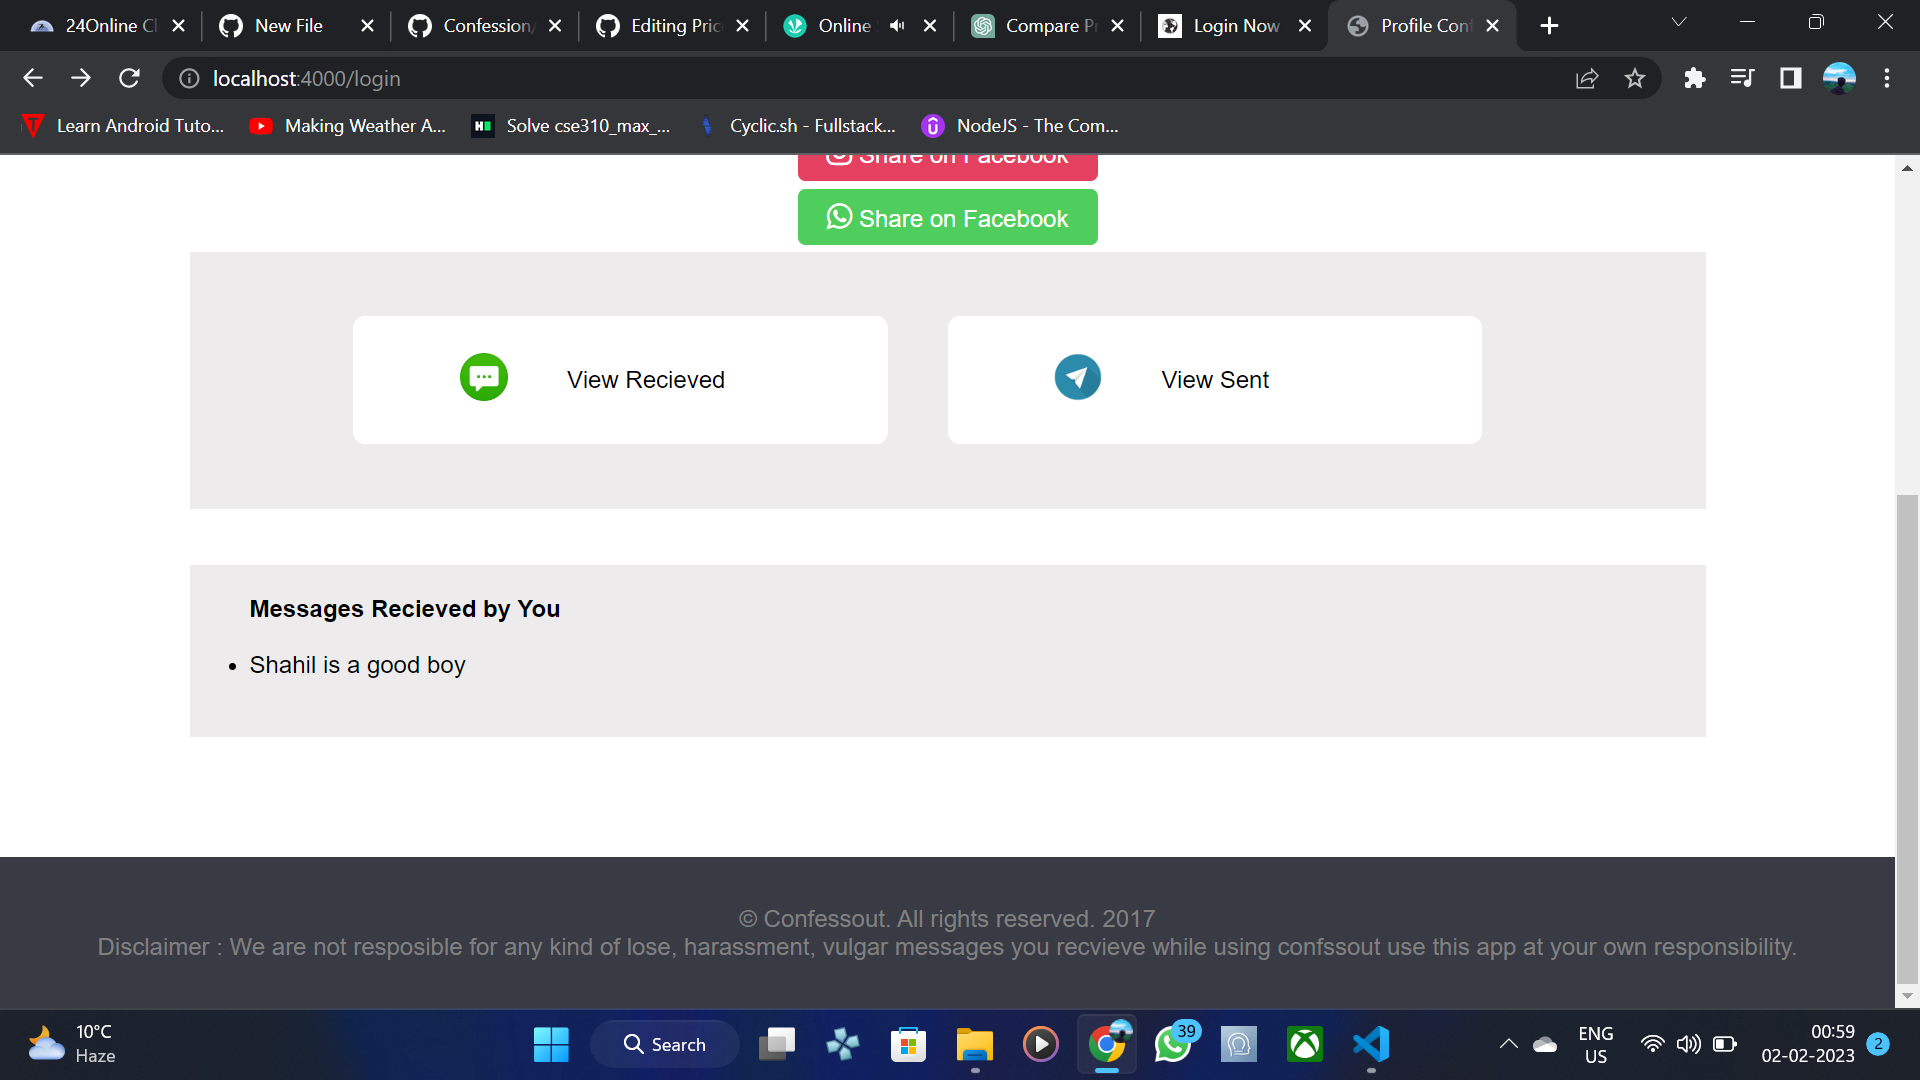 24Online Cl
New File
Confession/
Editing Pric
Online
Compare Pr
Login Now
Profile Conf
localhost:4000/login
Learn Android Tuto...
Making Weather A...
Solve cse310_max_...
Cyclic.sh - Fullstack...
NodeJS - The Com...
Share on Facebook
Share on Facebook
View Recieved
View Sent
Messages Recieved by You
• Shahil is a good boy
© Confessout. All rights reserved. 2017
Disclaimer : We are not resposible for any kind of lose, harassment, vulgar messages you recvieve while using confssout use this app at your own responsibility.
10°C
Haze
Search
39
ENG
US
00:59
02-02-2023
2